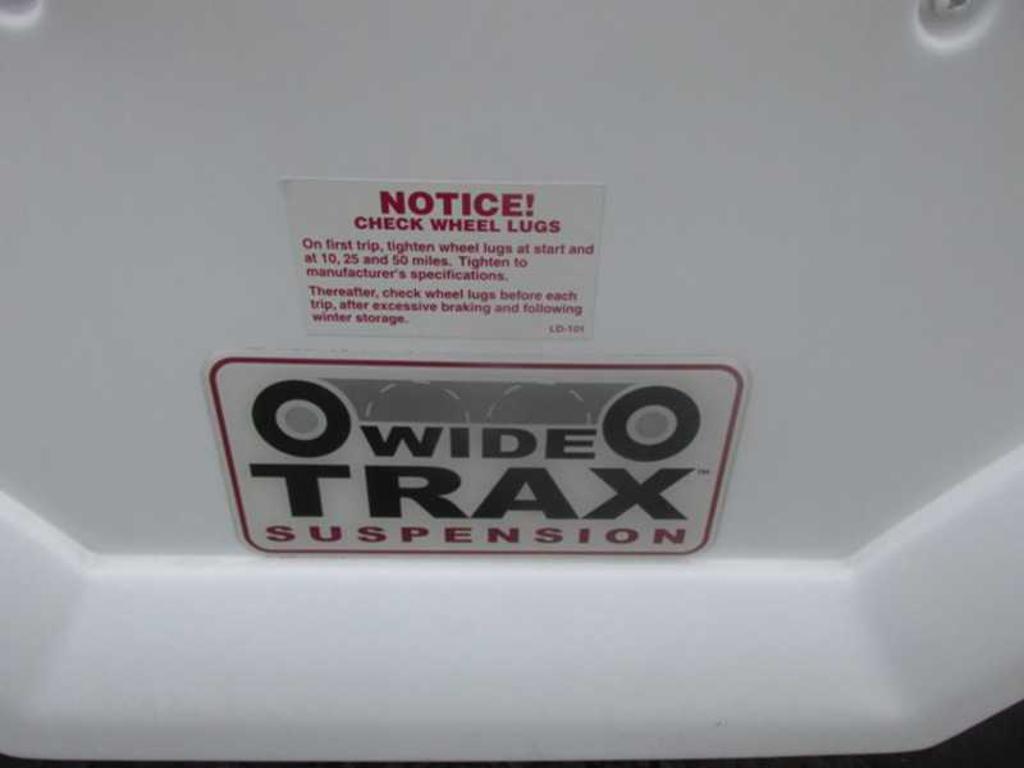 NOTICE!
CHECK WHEEL LUGS
On first trip, tighten wheel lugs at start and
at 10, 25 and 50 miles. Tighten to
manufacturer's specifications.
Thereafter, check wheel lugs before each
trip, after excessive braking and following
winter storage.
LD-101
WIDE
TRAX™
SUSPENSION